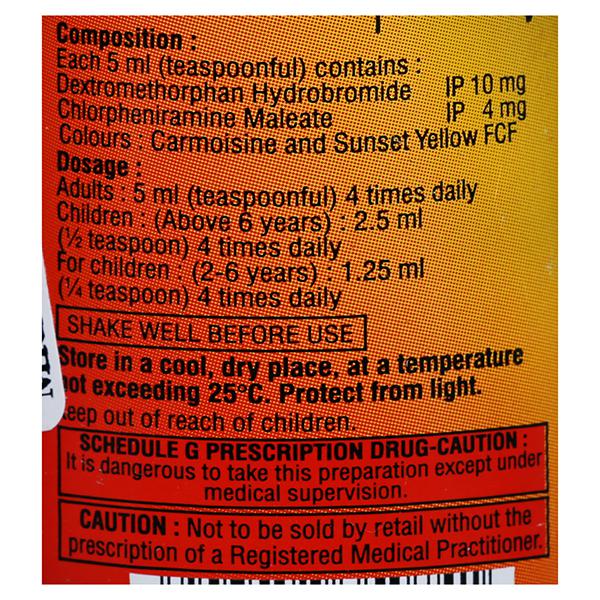 Composition :
Each 5 ml (teaspoonful) contains :
Dextromethorphan Hydrobromide IP 10 mg
Chlorpheniramine Maleate IP 4 mg
Colours : Carmoisine and Sunset Yellow FCF
Dosage :
Adults : 5 ml (teaspoonful) 4 times daily
Children : (Above 6 years) : 2.5 ml
(½ teaspoon) 4 times daily
For children : (2-6 years) : 1.25 ml
(¼ teaspoon) 4 times daily
SHAKE WELL BEFORE USE
Store in a cool, dry place, at a temperature
not exceeding 25°C. Protect from light.
Keep out of reach of children.
SCHEDULE G PRESCRIPTION DRUG-CAUTION :
It is dangerous to take this preparation except under
medical supervision.
CAUTION : Not to be sold by retail without the
prescription of a Registered Medical Practitioner.